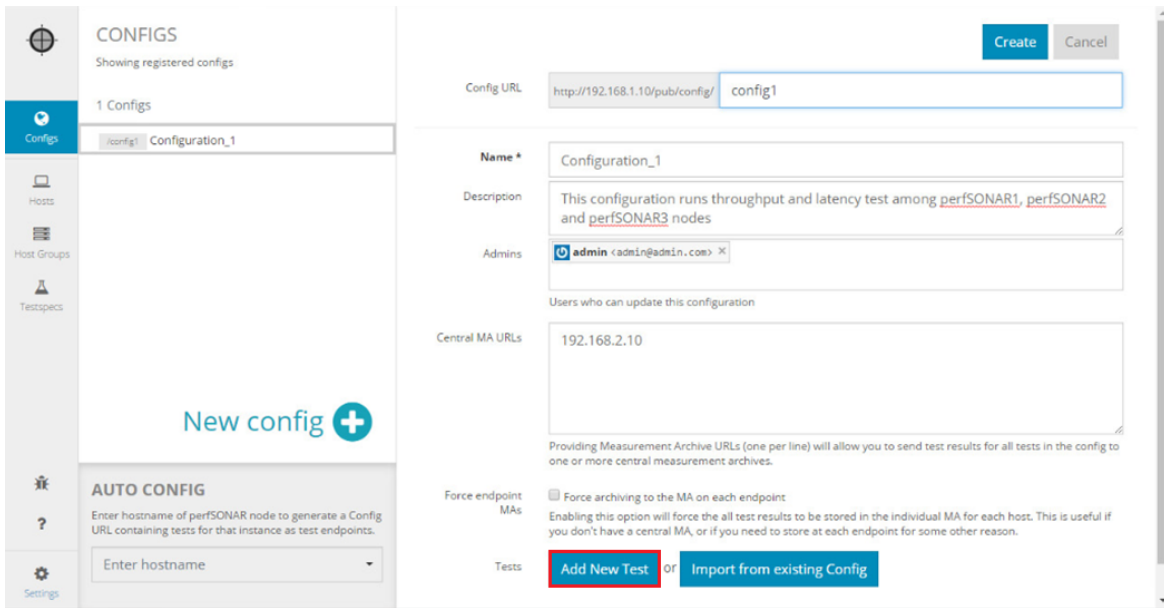 Configs
Hosts
Host Groups
Testspecs
?
Settings
CONFIGS
Showing registered configs
1 Configs
/config1 Configuration_1
New config
AUTO CONFIG
Enter hostname of perfSONAR node to generate a Config
URL containing tests for that instance as test endpoints.
Enter hostname
Create Cancel
Config URL http://192.168.1.10/pub/config/ config1
Name * Configuration_1
Description This configuration runs throughput and latency test among perfSONAR1, perfSONAR2
and perfSONAR3 nodes
Admins admin <admin@admin.com> ×
Users who can update this configuration
Central MA URLs 192.168.2.10
Providing Measurement Archive URLs (one per line) will allow you to send test results for all tests in the config to
one or more central measurement archives.
Force endpoint
MAs
Force archiving to the MA on each endpoint
Enabling this option will force the all test results to be stored in the individual MA for each host. This is useful if
you don't have a central MA, or if you need to store at each endpoint for some other reason.
Tests Add New Test or Import from existing Config